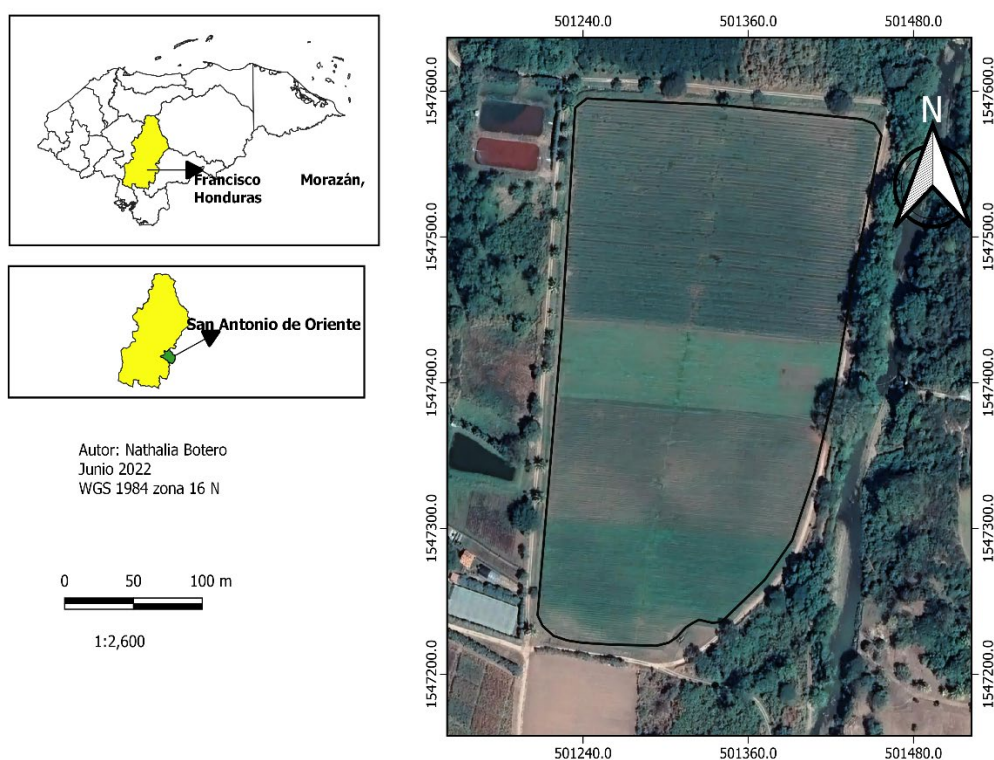 Francisco Morazán,
Honduras
San Antonio de Oriente
Autor: Nathalia Botero
Junio 2022
WGS 1984 zona 16 N
0 50 100 m
1:2,600
501240.0 501360.0 501480.0
1547600.0
1547500.0
1547400.0
1547300.0
1547200.0
N
1547600.0
1547500.0
1547400.0
1547300.0
1547200.0
501240.0 501360.0 501480.0